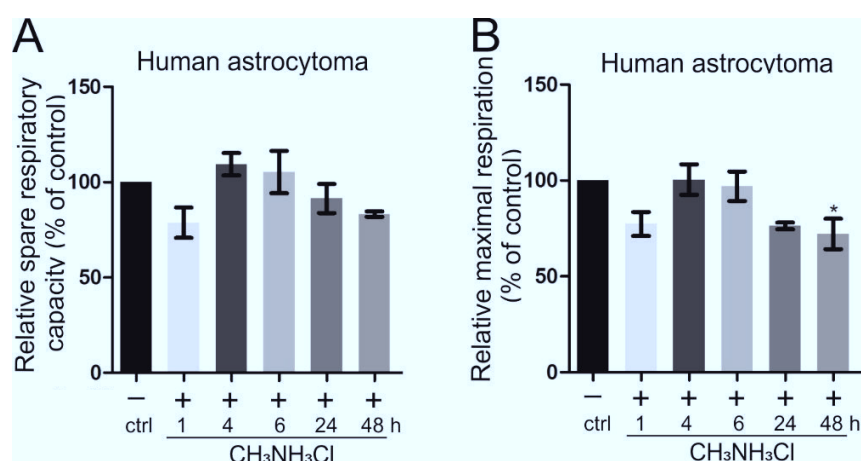 A
Human astrocytoma
Relative spare respiratory
capacity (% of control)
150
100
50
0
– + + + + +
ctrl 1 4 6 24 48 h
CH₃NH₃Cl
B
Human astrocytoma
Relative maximal respiration
(% of control)
150
100
50
0
*
– + + + + +
ctrl 1 4 6 24 48 h
CH₃NH₃Cl